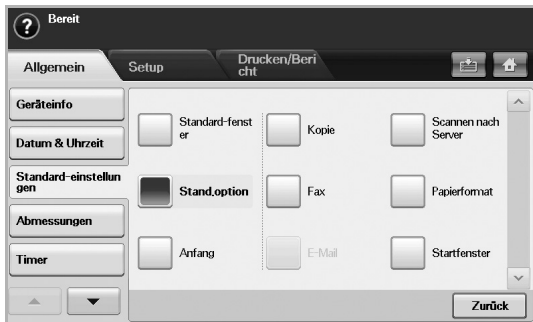 ?
Bereit
Allgemein
Setup
Drucken/Beri
cht
Geräteinfo
Datum & Uhrzeit
Standard-einstellun
gen
Abmessungen
Timer
Standard-fenst
er
Kopie
Scannen nach
Server
Stand.option
Fax
Papierformat
Anfang
E-Mail
Startfenster
Zurück